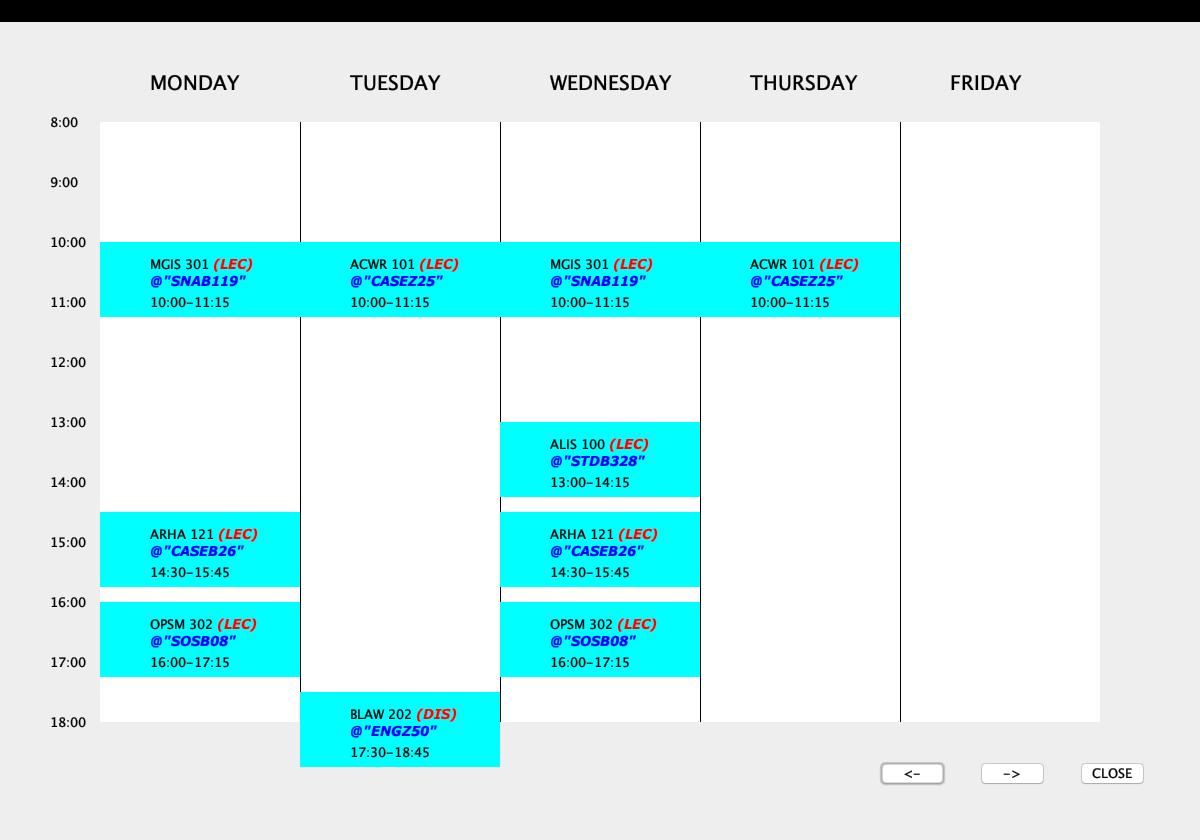 MONDAY TUESDAY WEDNESDAY THURSDAY FRIDAY
8:00
9:00
10:00
MGIS 301 (LEC) ACWR 101 (LEC) MGIS 301 (LEC) ACWR 101 (LEC)
@"SNAB119" @"CASEZ25" @"SNAB119" @"CASEZ25"
11:00 10:00-11:15 10:00-11:15 10:00-11:15 10:00-11:15
12:00
13:00
ALIS 100 (LEC)
@"STDB328"
14:00 13:00-14:15
ARHA 121 (LEC) ARHA 121 (LEC)
15:00 @"CASEB26" @"CASEB26"
14:30-15:45 14:30-15:45
16:00
OPSM 302 (LEC) OPSM 302 (LEC)
@"SOSB08" @"SOSB08"
17:00 16:00-17:15 16:00-17:15
18:00 BLAW 202 (DIS)
@"ENGZ50"
17:30-18:45
<- -> CLOSE